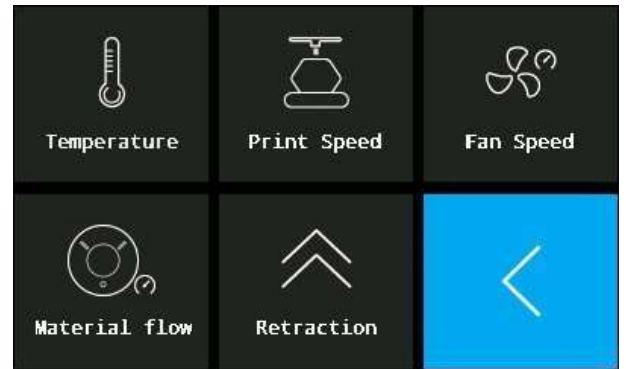 Temperature
Print Speed
Fan Speed
Material flow
Retraction